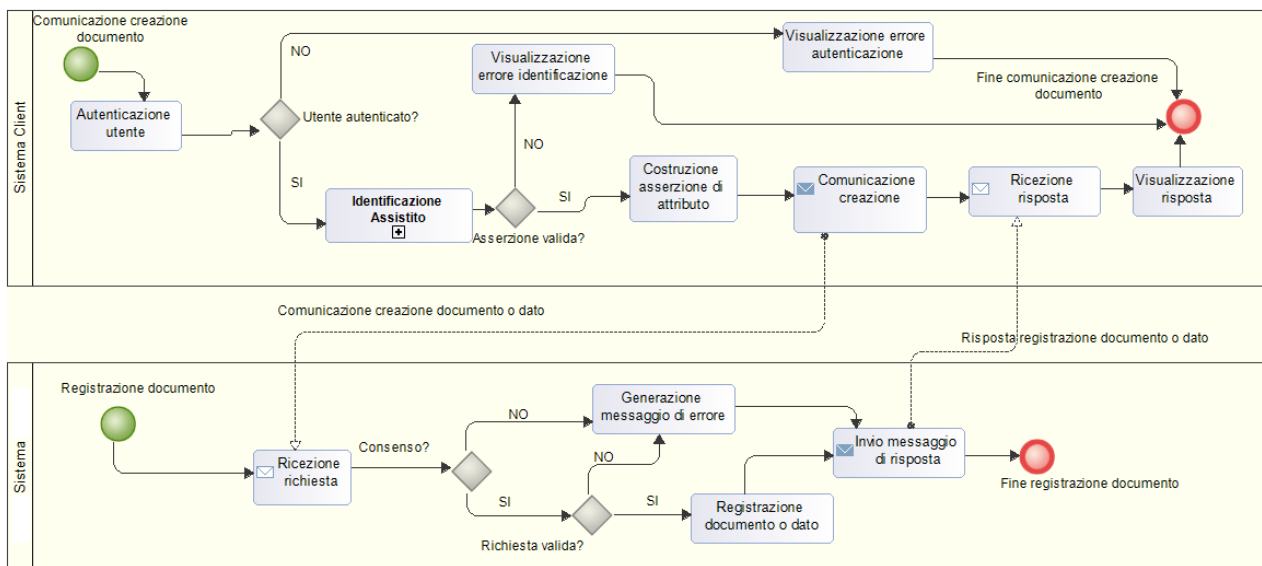 Comunicazione creazione
documento
NO
Visualizzazione
errore identificazione
Visualizzazione errore
autenticazione
Fine comunicazione creazione
documento
Autenticazione
utente
Utente autenticato?
NO
SI
Identificazione
Assistito
Asserzione valida?
SI
Costruzione
asserzione di
attributo
Comunicazione
creazione
Ricezione
risposta
Visualizzazione
risposta
Sistema Client
Comunicazione creazione documento o dato
Risposta registrazione documento o dato
Registrazione documento
Ricezione
richiesta
Consenso?
NO
SI
Generazione
messaggio di errore
NO
Richiesta valida?
SI
Registrazione
documento o dato
Invio messaggio
di risposta
Fine registrazione documento
Sistema